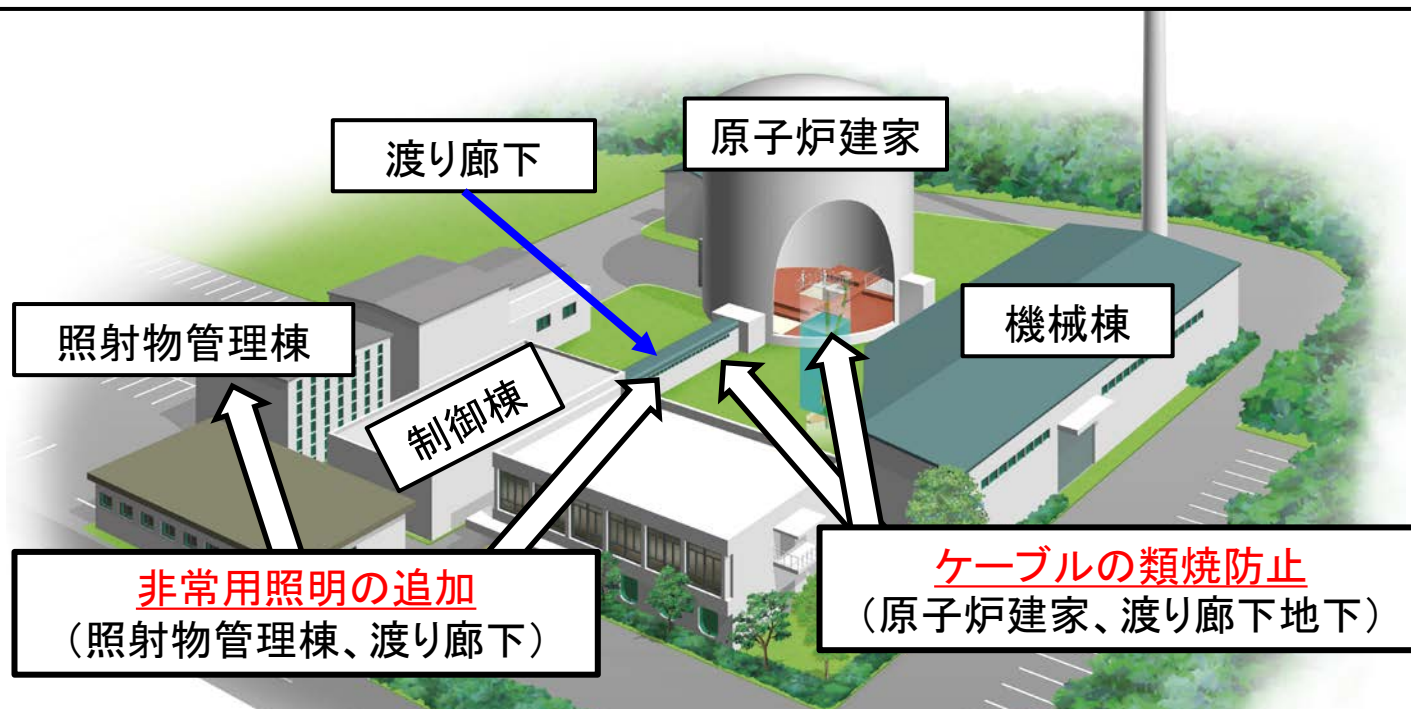 原子炉建家
渡り廊下
照射物管理棟
機械棟
制御棟
非常用照明の追加
（照射物管理棟、渡り廊下）
ケーブルの類焼防止
（原子炉建家、渡り廊下地下）